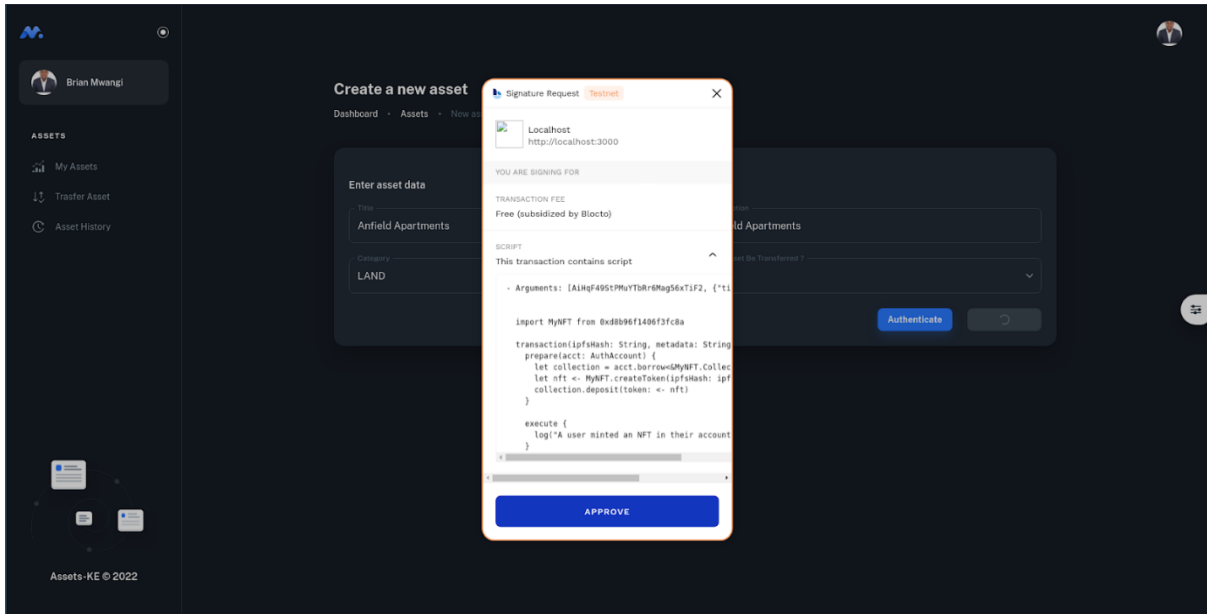 Brian Mwangi
ASSETS
My Assets
Trasfer Asset
Asset History
Assets-KE © 2022
Create a new asset
Dashboard • Assets • New as
Enter asset data
Title
Anfield Apartments
ld Apartments
Category
LAND
set Be Transferred ?
Authenticate
Signature Request Testnet
Localhost
http://localhost:3000
YOU ARE SIGNING FOR
TRANSACTION FEE
Free (subsidized by Blocto)
SCRIPT
This transaction contains script
- Arguments: [AiHqF49StPMuYTbRr6Mag56xTiF2, {"ti
import MyNFT from 0xd8b96f1406f3fc8a
transaction(ipfsHash: String, metadata: String
prepare(acct: AuthAccount) {
let collection = acct.borrow<&MyNFT.Collec
let nft <- MyNFT.createToken(ipfsHash: ipf
collection.deposit(token: <- nft)
}
execute {
log("A user minted an NFT in their account
}
APPROVE